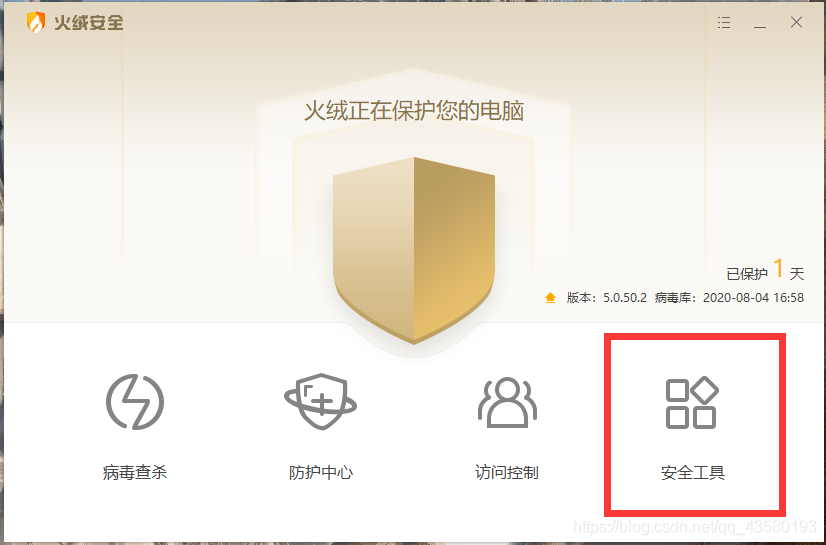 火绒安全
火绒正在保护您的电脑
已保护 1 天
版本：5.0.50.2 病毒库：2020-08-04 16:58
病毒查杀 防护中心 访问控制 安全工具
https://blog.csdn.net/qq_43580193